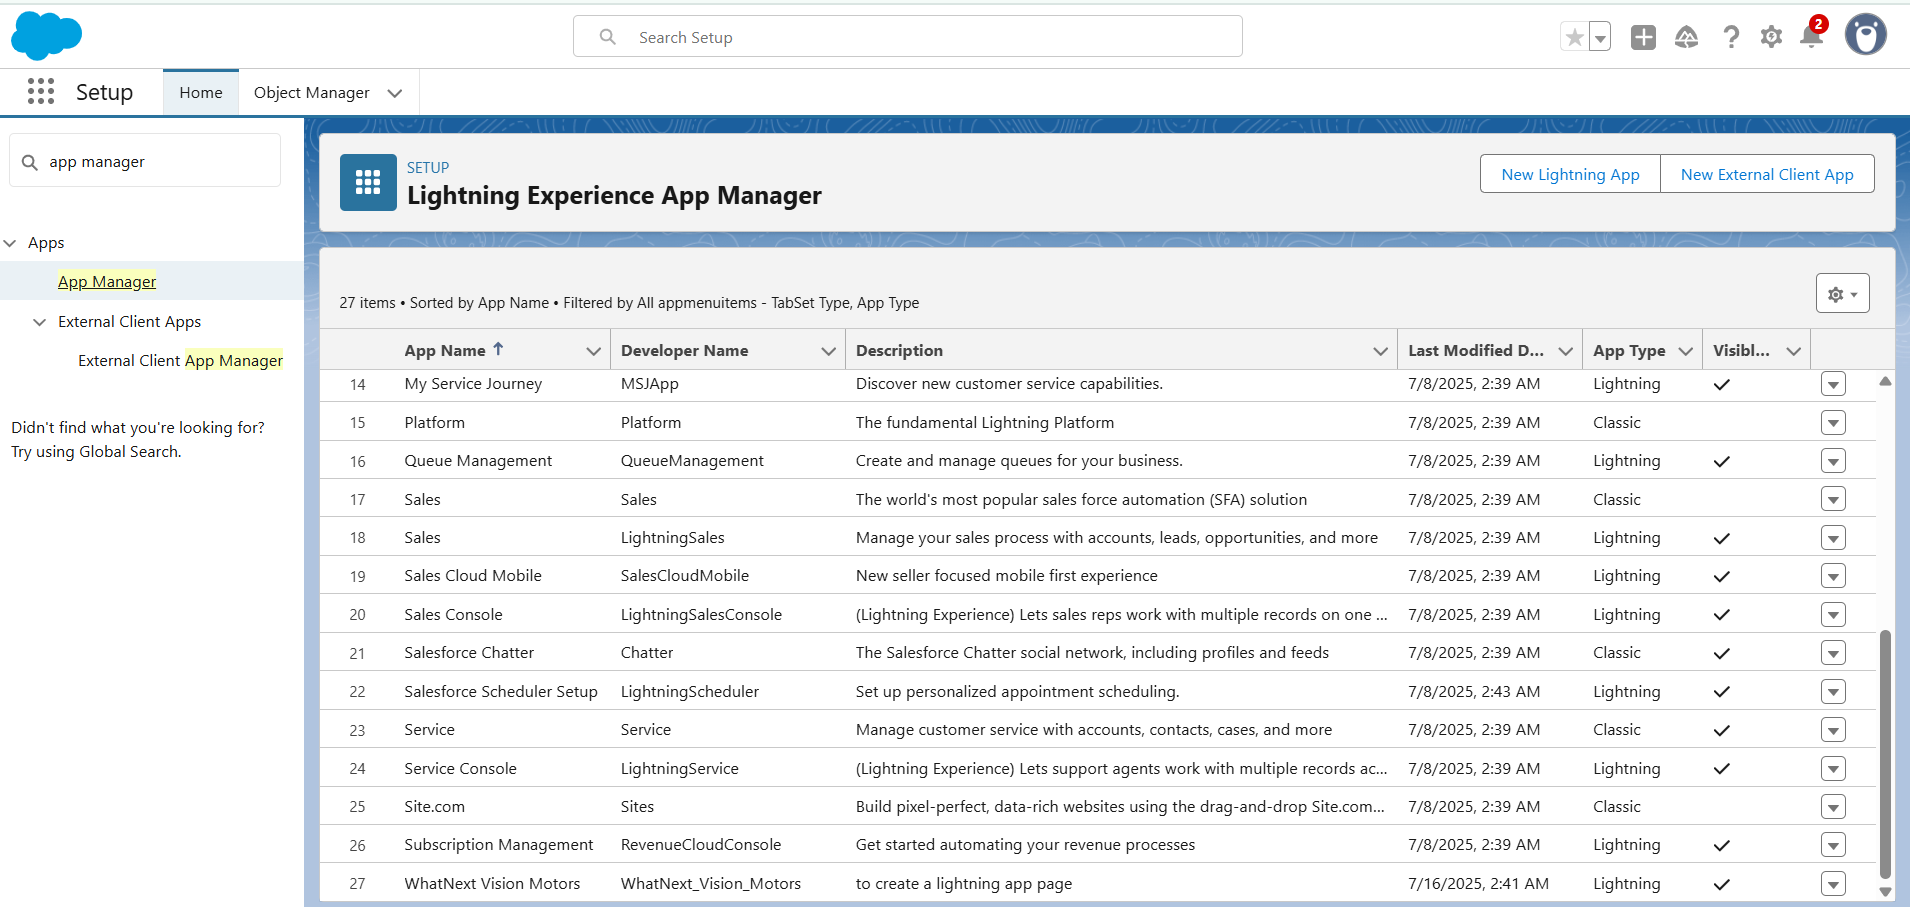 Search Setup
2
Setup
Home
Object Manager
app manager
Apps
App Manager
External Client Apps
External Client App Manager
Didn't find what you're looking for?
Try using Global Search.
SETUP
Lightning Experience App Manager
New Lightning App
New External Client App
27 items • Sorted by App Name • Filtered by All appmenuitems - TabSet Type, App Type
App Name ↑ Developer Name Description Last Modified D... App Type Visibl...
14 My Service Journey MSJApp Discover new customer service capabilities. 7/8/2025, 2:39 AM Lightning ✓
15 Platform Platform The fundamental Lightning Platform 7/8/2025, 2:39 AM Classic
16 Queue Management QueueManagement Create and manage queues for your business. 7/8/2025, 2:39 AM Lightning ✓
17 Sales Sales The world's most popular sales force automation (SFA) solution 7/8/2025, 2:39 AM Classic
18 Sales LightningSales Manage your sales process with accounts, leads, opportunities, and more 7/8/2025, 2:39 AM Lightning ✓
19 Sales Cloud Mobile SalesCloudMobile New seller focused mobile first experience 7/8/2025, 2:39 AM Lightning ✓
20 Sales Console LightningSalesConsole (Lightning Experience) Lets sales reps work with multiple records on one ... 7/8/2025, 2:39 AM Lightning ✓
21 Salesforce Chatter Chatter The Salesforce Chatter social network, including profiles and feeds 7/8/2025, 2:39 AM Classic ✓
22 Salesforce Scheduler Setup LightningScheduler Set up personalized appointment scheduling. 7/8/2025, 2:43 AM Lightning ✓
23 Service Service Manage customer service with accounts, contacts, cases, and more 7/8/2025, 2:39 AM Classic ✓
24 Service Console LightningService (Lightning Experience) Lets support agents work with multiple records ac... 7/8/2025, 2:39 AM Lightning ✓
25 Site.com Sites Build pixel-perfect, data-rich websites using the drag-and-drop Site.com... 7/8/2025, 2:39 AM Classic
26 Subscription Management RevenueCloudConsole Get started automating your revenue processes 7/8/2025, 2:39 AM Lightning ✓
27 WhatNext Vision Motors WhatNext_Vision_Motors to create a lightning app page 7/16/2025, 2:41 AM Lightning ✓